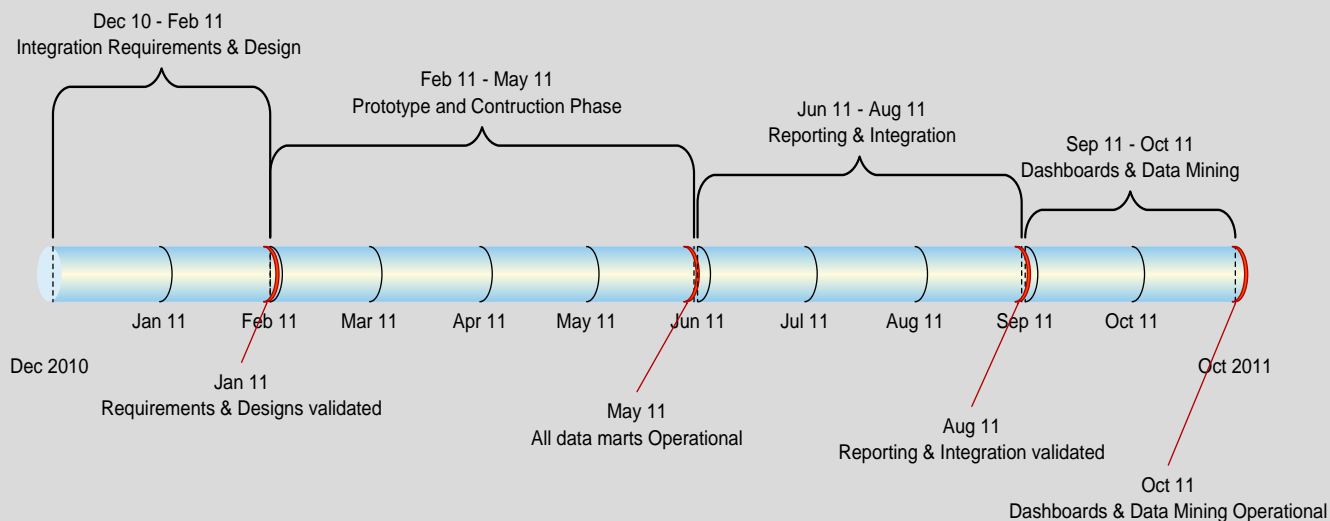 Dec 10 - Feb 11
Integration Requirements & Design
Feb 11 - May 11
Prototype and Contruction Phase
Jun 11 - Aug 11
Reporting & Integration
Sep 11 - Oct 11
Dashboards & Data Mining
Jan 11
Feb 11
Mar 11
Apr 11
May 11
Jun 11
Jul 11
Aug 11
Sep 11
Oct 11
Dec 2010
Oct 2011
Jan 11
Requirements & Designs validated
May 11
All data marts Operational
Aug 11
Reporting & Integration validated
Oct 11
Dashboards & Data Mining Operational